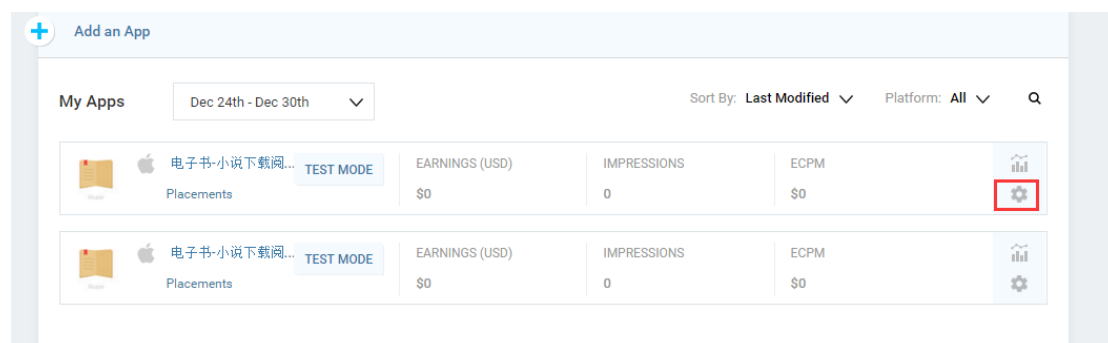 Add an App
My Apps
Dec 24th - Dec 30th
Sort By: Last Modified
Platform: All
电子书-小说下载阅...
TEST MODE
EARNINGS (USD)
IMPRESSIONS
ECPM
Placements
$0
0
$0
电子书-小说下载阅...
TEST MODE
EARNINGS (USD)
IMPRESSIONS
ECPM
Placements
$0
0
$0